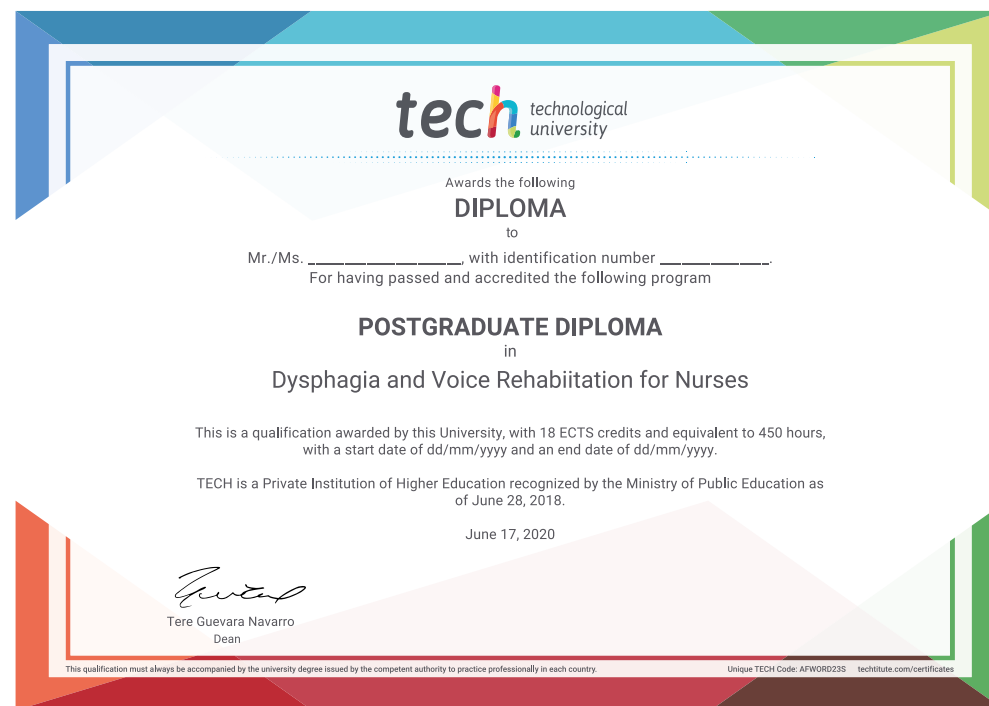 tech technological
university
Awards the following
DIPLOMA
to
Mr./Ms. ____________________, with identification number ______________.
For having passed and accredited the following program
POSTGRADUATE DIPLOMA
in
Dysphagia and Voice Rehabiitation for Nurses
This is a qualification awarded by this University, with 18 ECTS credits and equivalent to 450 hours,
with a start date of dd/mm/yyyy and an end date of dd/mm/yyyy.
TECH is a Private Institution of Higher Education recognized by the Ministry of Public Education as
of June 28, 2018.
June 17, 2020
Tere Guevara Navarro
Dean
This qualification must always be accompanied by the university degree issued by the competent authority to practice professionally in each country.
Unique TECH Code: AFWORD23S techtitute.com/certificates